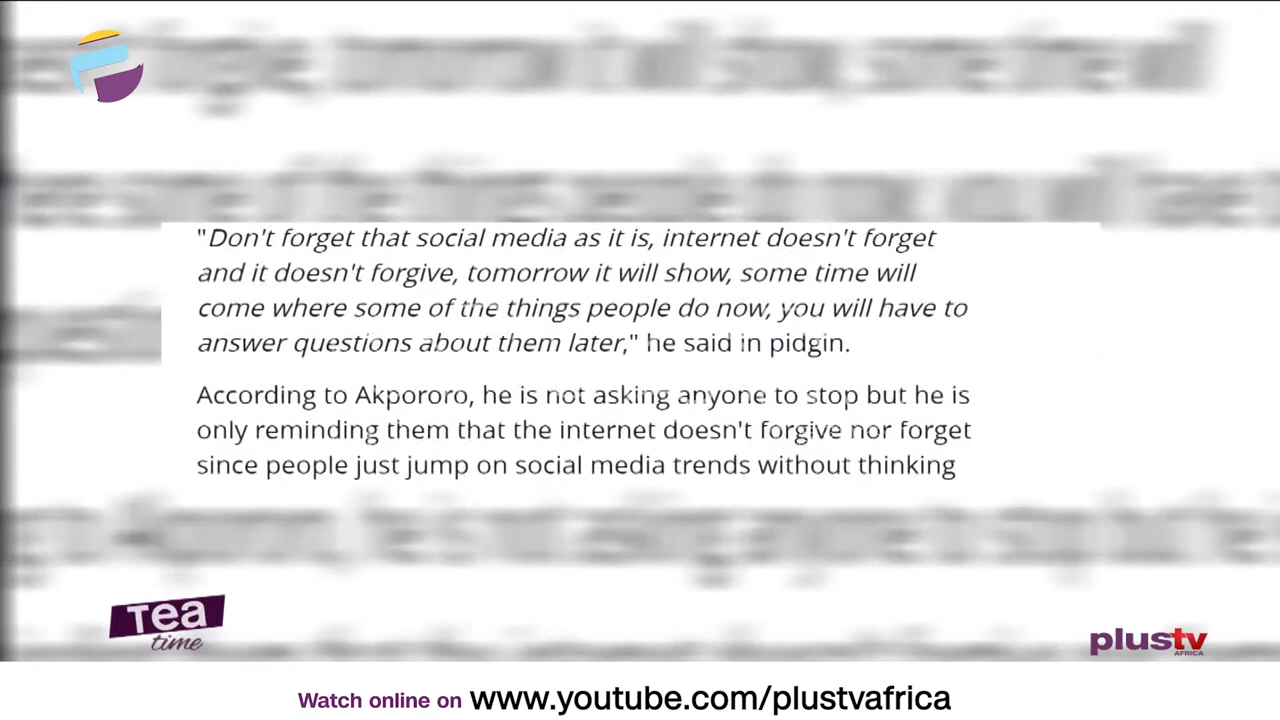 "Don't forget that social media as it is, internet doesn't forget
and it doesn't forgive, tomorrow it will show, some time will
come where some of the things people do now, you will have to
answer questions about them later," he said in pidgin.
According to Akpororo, he is not asking anyone to stop but he is
only reminding them that the internet doesn't forgive nor forget
since people just jump on social media trends without thinking
Tea
time
plustv
AFRICA
Watch online on www.youtube.com/plustvafrica